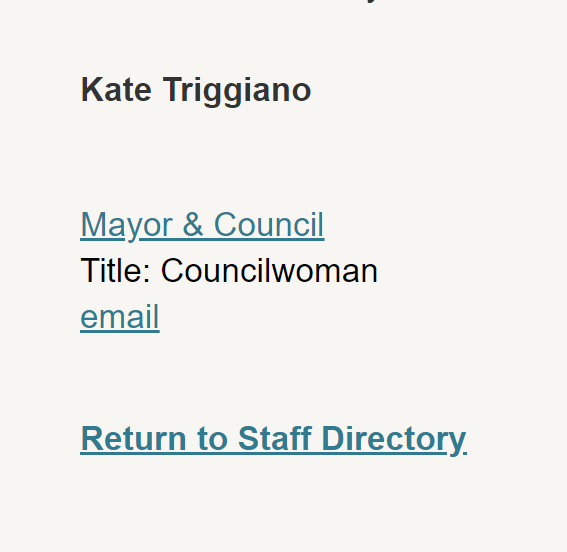 Kate Triggiano
Mayor & Council
Title: Councilwoman
email
Return to Staff Directory